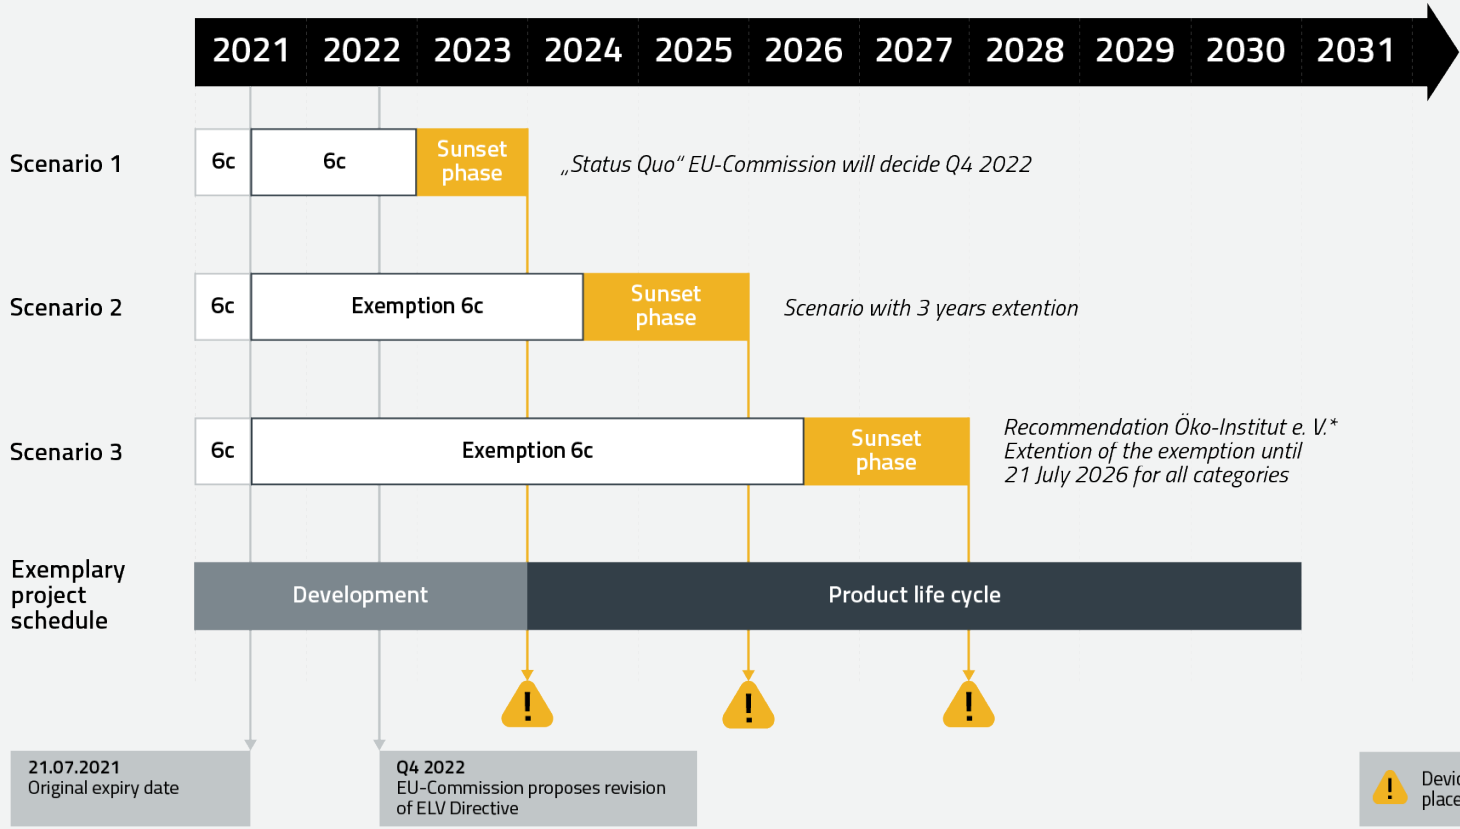 2021 2022 2023 2024 2025 2026 2027 2028 2029 2030 2031
Scenario 1
6c
6c
Sunset
phase
„Status Quo“ EU-Commission will decide Q4 2022
Scenario 2
6c
Exemption 6c
Sunset
phase
Scenario with 3 years extention
Scenario 3
6c
Exemption 6c
Sunset
phase
Recommendation Öko-Institut e. V.*
Extention of the exemption until
21 July 2026 for all categories
Exemplary
project
schedule
Development
Product life cycle
!
!
!
21.07.2021
Original expiry date
Q4 2022
EU-Commission proposes revision
of ELV Directive
!
place